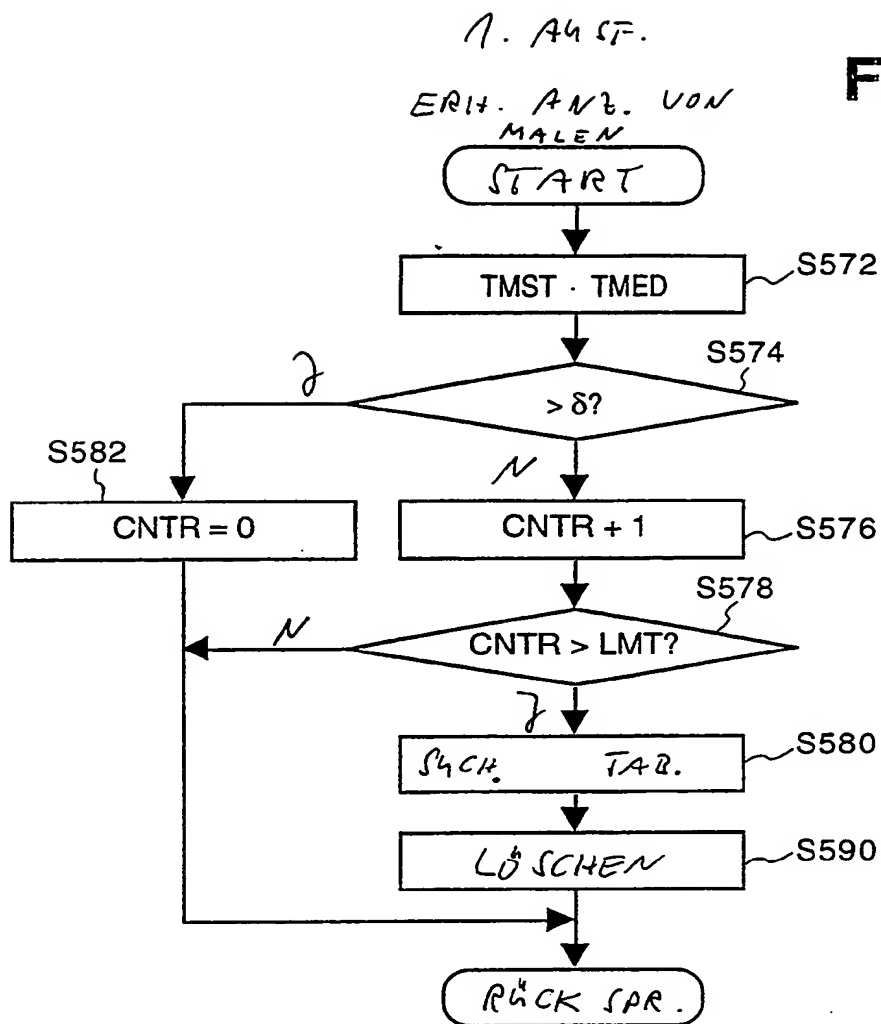 1. AUSF.
F
ERH. ANZ. VON
MALEN
START
TMST · TMED
S572
S574
J
> δ?
S582
N
CNTR = 0
CNTR + 1
S576
S578
N
CNTR > LMT?
J
SUCH. TAB.
S580
LÖSCHEN
S590
RÜCK SPR.